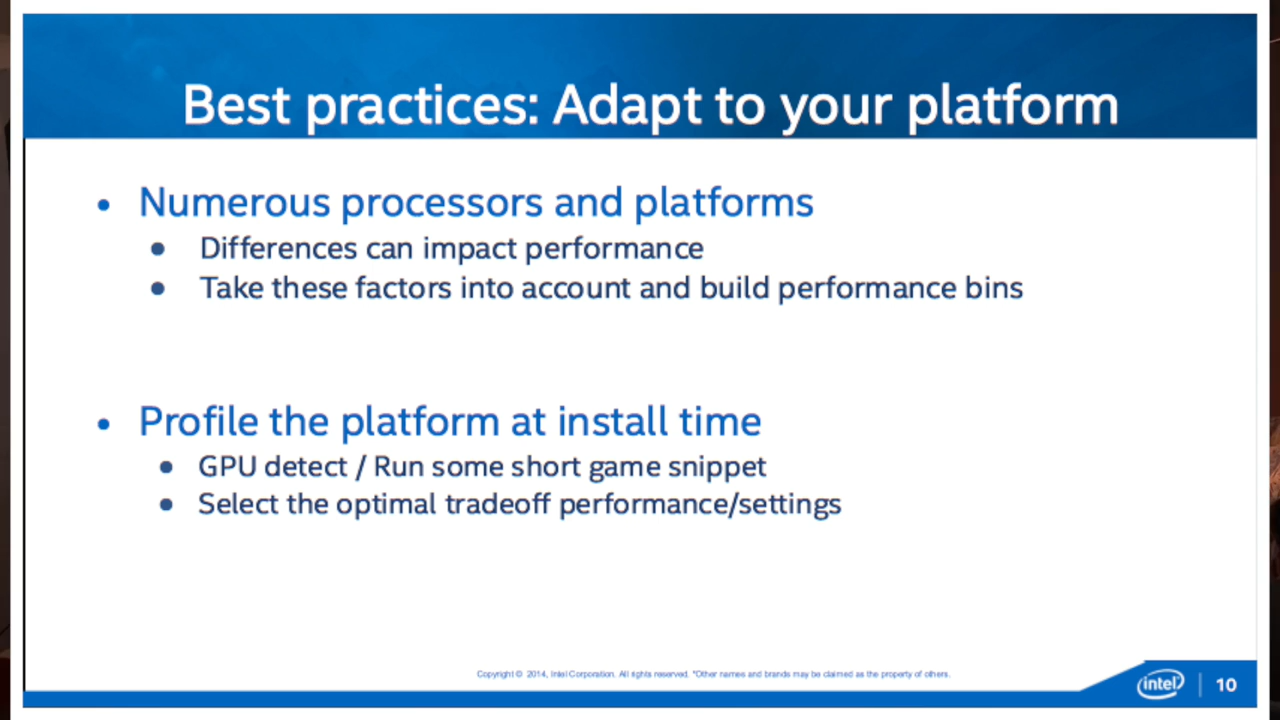 Best practices: Adapt to your platform
• Numerous processors and platforms
• Differences can impact performance
• Take these factors into account and build performance bins
• Profile the platform at install time
• GPU detect / Run some short game snippet
• Select the optimal tradeoff performance/settings
Copyright © 2014, Intel Corporation. All rights reserved. *Other names and brands may be claimed as the property of others.
intel
10